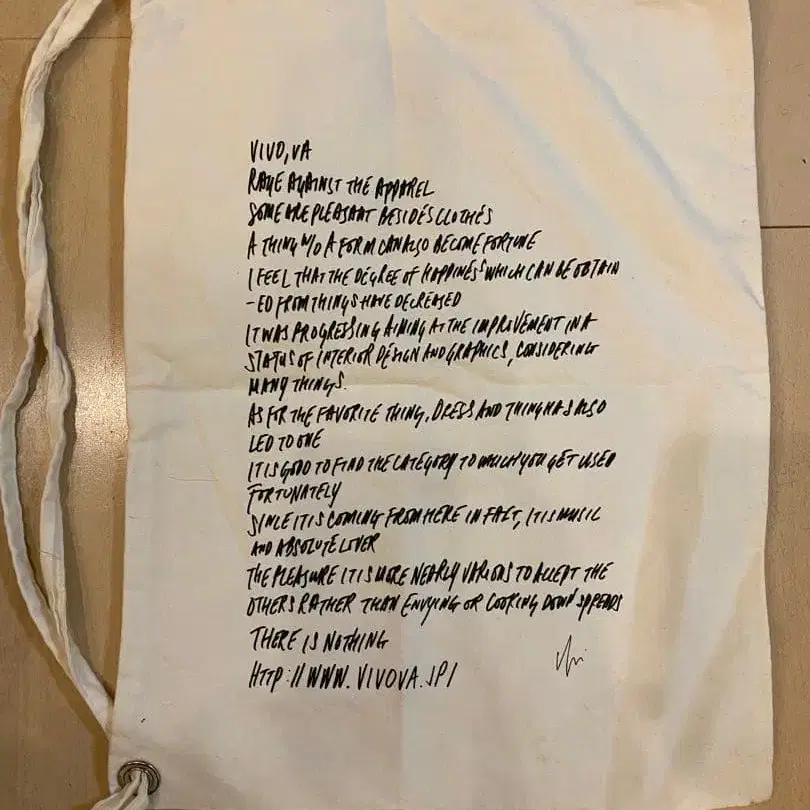 VIVO,VA
RAGE AGAINST THE APPAREL
SOME ARE PLEASANT BESIDES CLOTHES
A THING W/O A FORM CAN ALSO BECOME FORTUNE
I FEEL THAT THE DEGREE OF HAPPINESS WHICH CAN BE OBTAIN
-ED FROM THINGS HAVE DECREASED
IT WAS PROGRESSING AIMING AT THE IMPROVEMENT IN A
STATUS OF INTERIOR DESIGN AND GRAPHICS, CONSIDERING
MANY THINGS.
AS FOR THE FAVORITE THING, DRESS AND THING HAS ALSO
LED TO ONE
IT IS GOOD TO FIND THE CATEGORY TO WHICH YOU GET USED
FORTUNATELY
SINCE IT IS COMING FROM HERE IN FACT, IT IS MUSIC
AND ABSOLUTE LOVER
THE PLEASURE IT IS MORE NEARLY VARIOUS TO ACCEPT THE
OTHERS RATHER THAN ENVYING OR LOOKING DOWN SPREADS
THERE IS NOTHING
HTTP://WWW.VIVOVA.JP/